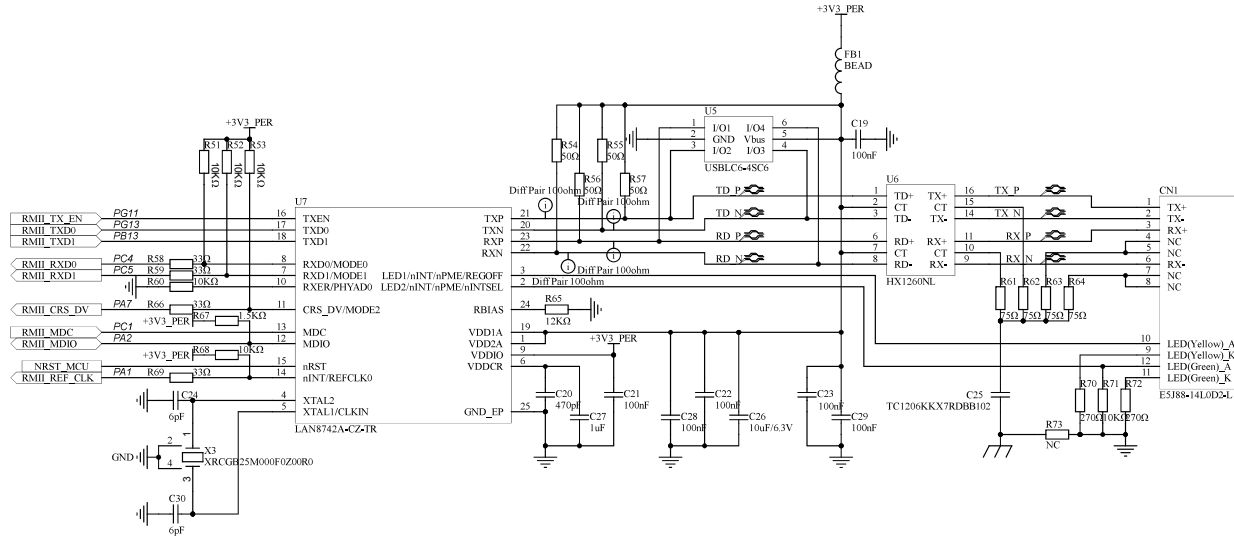 +3V3_PER
FB1
BEAD
U5
1 I/O1 I/O4 6
2 GND Vbus 5
3 I/O2 I/O3 4
USBLC6-4SC6
C19
100nF
R54
50Ω
R55
50Ω
R56
50Ω
R57
50Ω
Diff Pair 100ohm
Diff Pair 100ohm
Diff Pair 100ohm
Diff Pair 100ohm
TD_P
TD_N
RD_P
RD_N
U6
1 TD+ TX+ 16
2 CT CT 15
3 TD- TX- 14
6 RD+ RX+ 11
7 CT CT 10
8 RD- RX- 9
HX1260NL
TX_P
TX_N
RX_P
RX_N
CN1
1 TX+
2 TX-
3 RX+
4 NC
5 NC
6 RX-
7 NC
8 NC
10 LED(Yellow)_A
9 LED(Yellow)_K
12 LED(Green)_A
11 LED(Green)_K
E5J88-14L0D2-L
+3V3_PER
R51
10KΩ
R52
10KΩ
R53
10KΩ
RMII_TX_EN PG11
RMII_TXD0 PG13
RMII_TXD1 PB13
RMII_RXD0 PC4 R58 33Ω
RMII_RXD1 PC5 R59 33Ω
R60 10KΩ
RMII_CRS_DV PA7 R66 33Ω
+3V3_PER R67 1.5KΩ
RMII_MDC PC1
RMII_MDIO PA2
+3V3_PER R68 10KΩ
NRST_MCU
RMII_REF_CLK PA1 R69 33Ω
U7
16 TXEN TXP 21
17 TXD0 TXN 20
18 TXD1 RXP 23
RXN 22
8 RXD0/MODE0
7 RXD1/MODE1 LED1/nINT/nPME/REGOFF 3
10 RXER/PHYAD0 LED2/nINT/nPME/nINTSEL 2
11 CRS_DV/MODE2 RBIAS 24
13 MDC VDD1A 19
12 MDIO VDD2A 1
VDDIO 9
15 nRST VDDCR 6
14 nINT/REFCLK0
4 XTAL2
5 XTAL1/CLKIN GND_EP 25
LAN8742A-CZ-TR
R65
12KΩ
+3V3_PER
C24
6pF
GND
2
4
1
3
X3
XRCGB25M000F0Z00R0
C30
6pF
C20
470pF
C27
1uF
C21
100nF
C28
100nF
C22
100nF
C26
10uF/6.3V
C23
100nF
C29
100nF
R61
75Ω
R62
75Ω
R63
75Ω
R64
75Ω
C25
TC1206KKX7RDBB102
R70
270Ω
R71
10KΩ
R72
270Ω
R73
NC